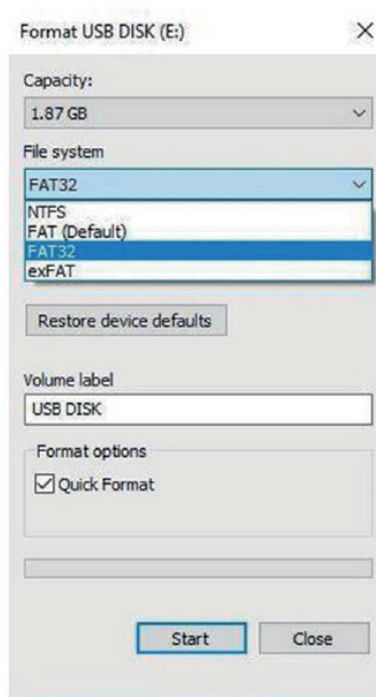 Format USB DISK (E:)
Capacity:
1.87 GB
File system
FAT32
NTFS
FAT (Default)
FAT32
exFAT
Restore device defaults
Volume label
USB DISK
Format options
Quick Format
Start
Close